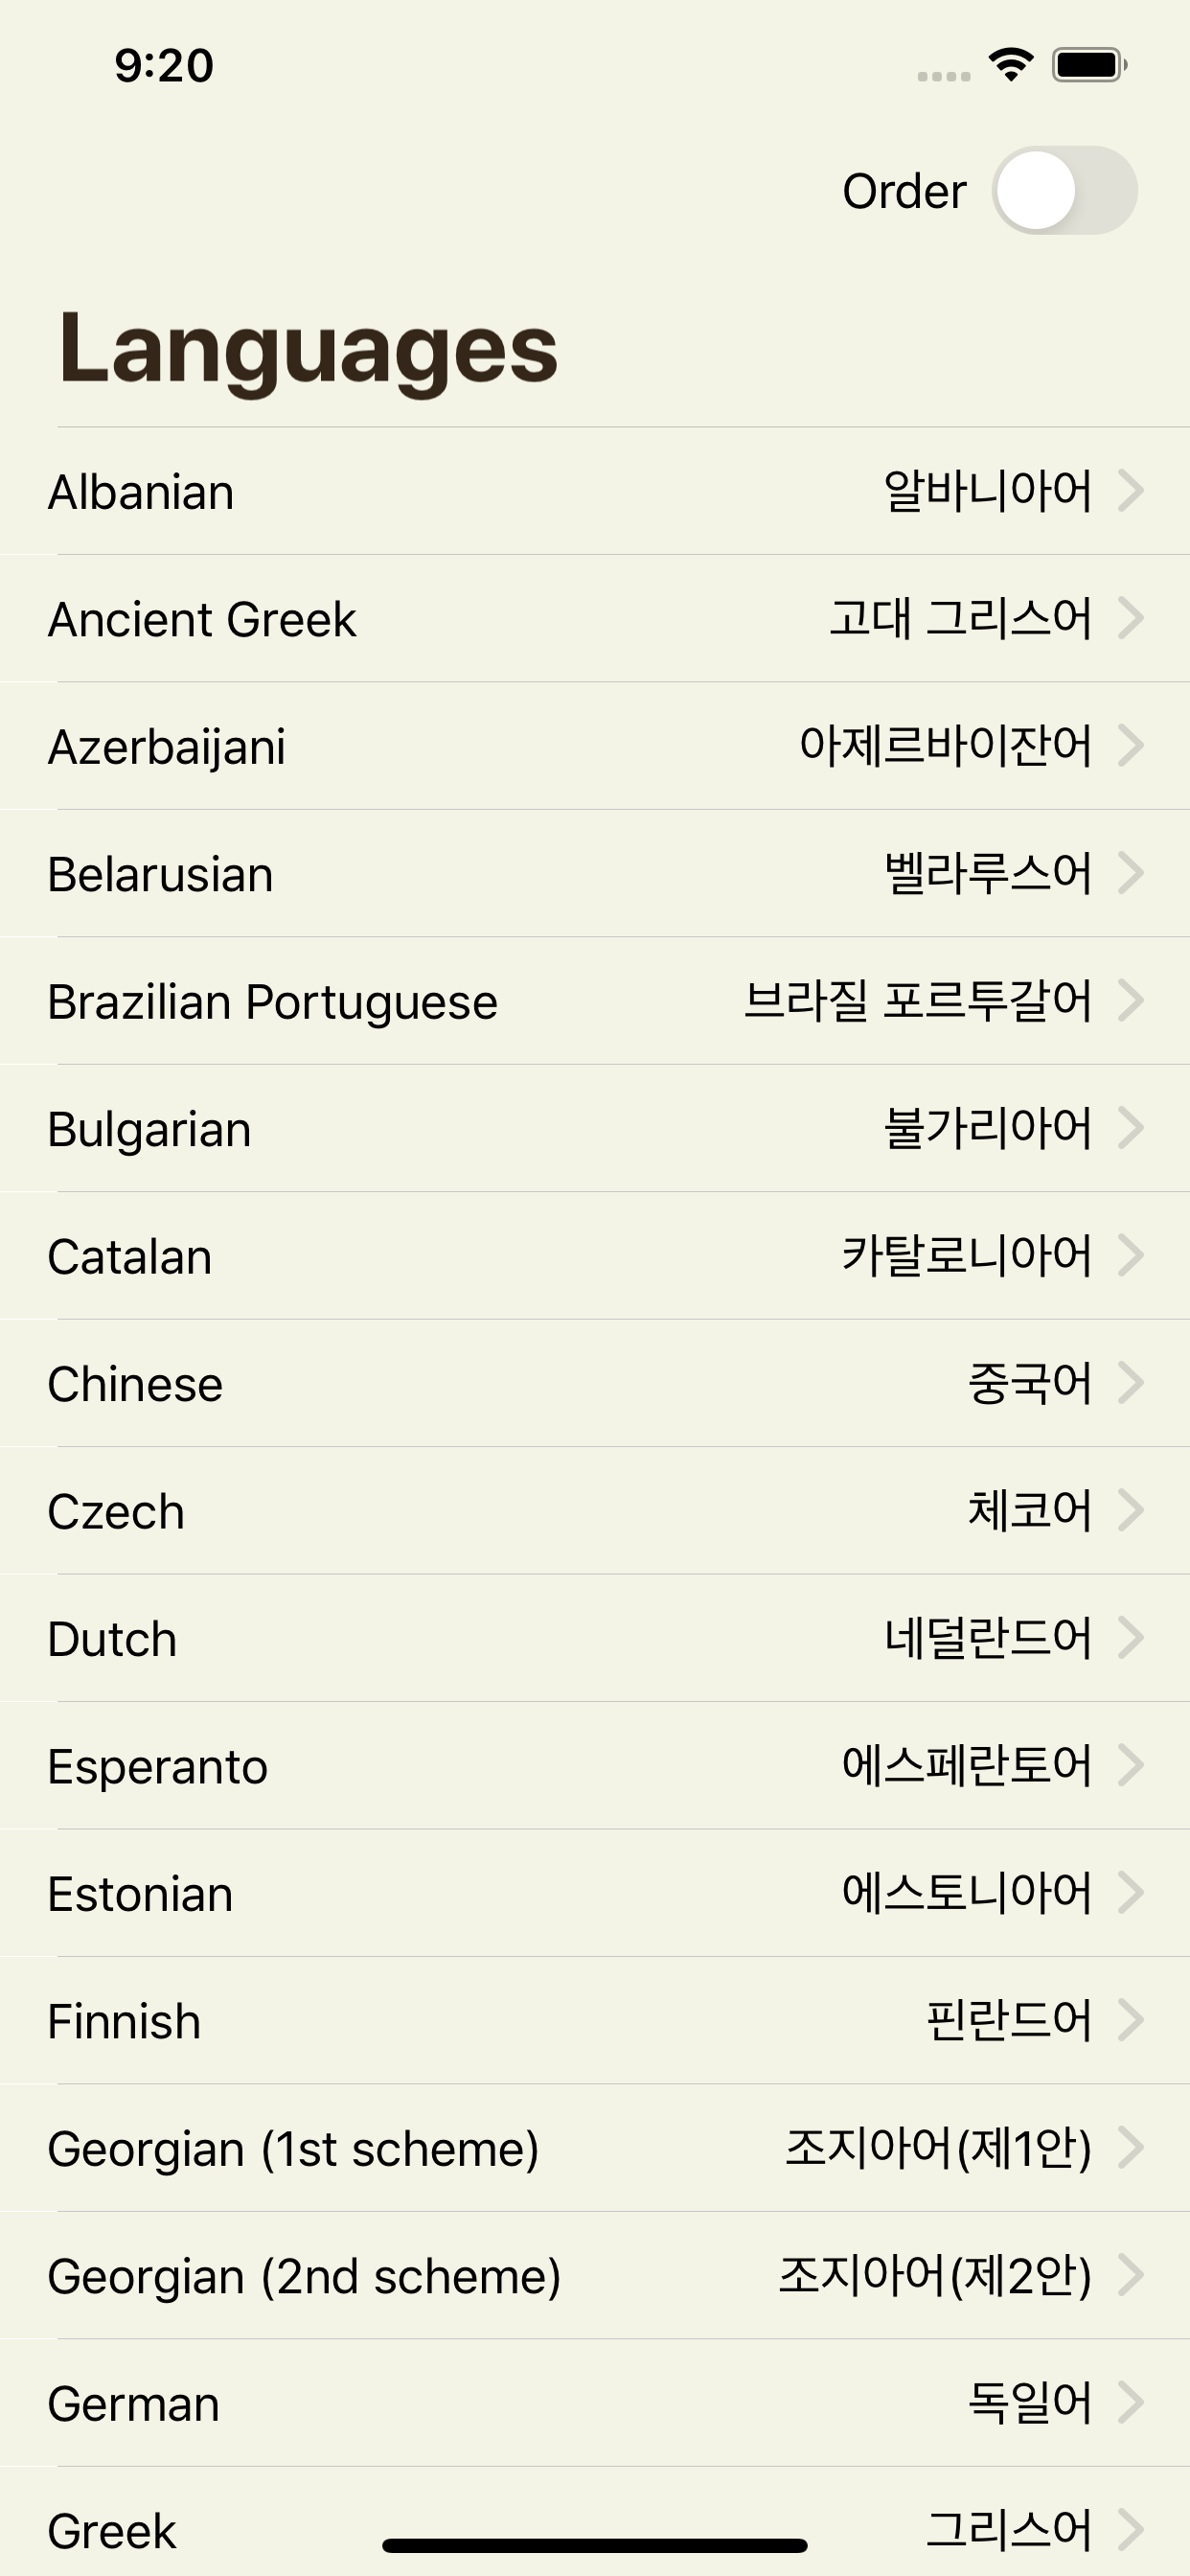 9:20
Order
Languages
Albanian 알바니아어
Ancient Greek 고대 그리스어
Azerbaijani 아제르바이잔어
Belarusian 벨라루스어
Brazilian Portuguese 브라질 포르투갈어
Bulgarian 불가리아어
Catalan 카탈로니아어
Chinese 중국어
Czech 체코어
Dutch 네덜란드어
Esperanto 에스페란토어
Estonian 에스토니아어
Finnish 핀란드어
Georgian (1st scheme) 조지아어(제1안)
Georgian (2nd scheme) 조지아어(제2안)
German 독일어
Greek 그리스어